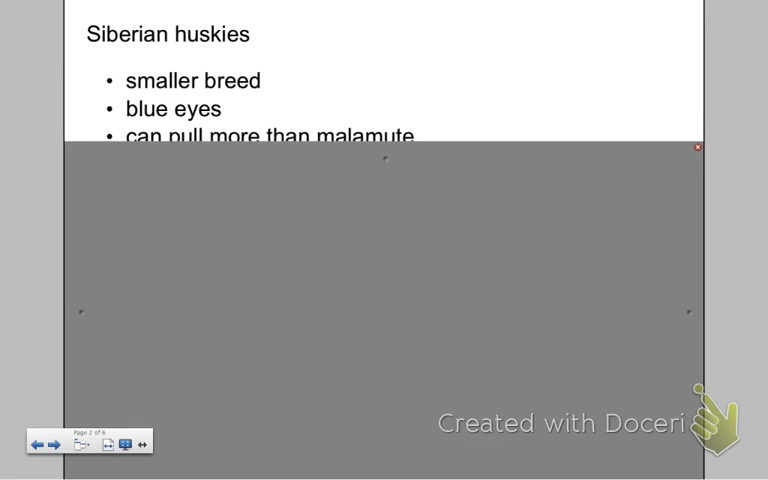 Siberian huskies
• smaller breed
• blue eyes
• can pull more than malamute
Created with Doceri
Page 2 of 6